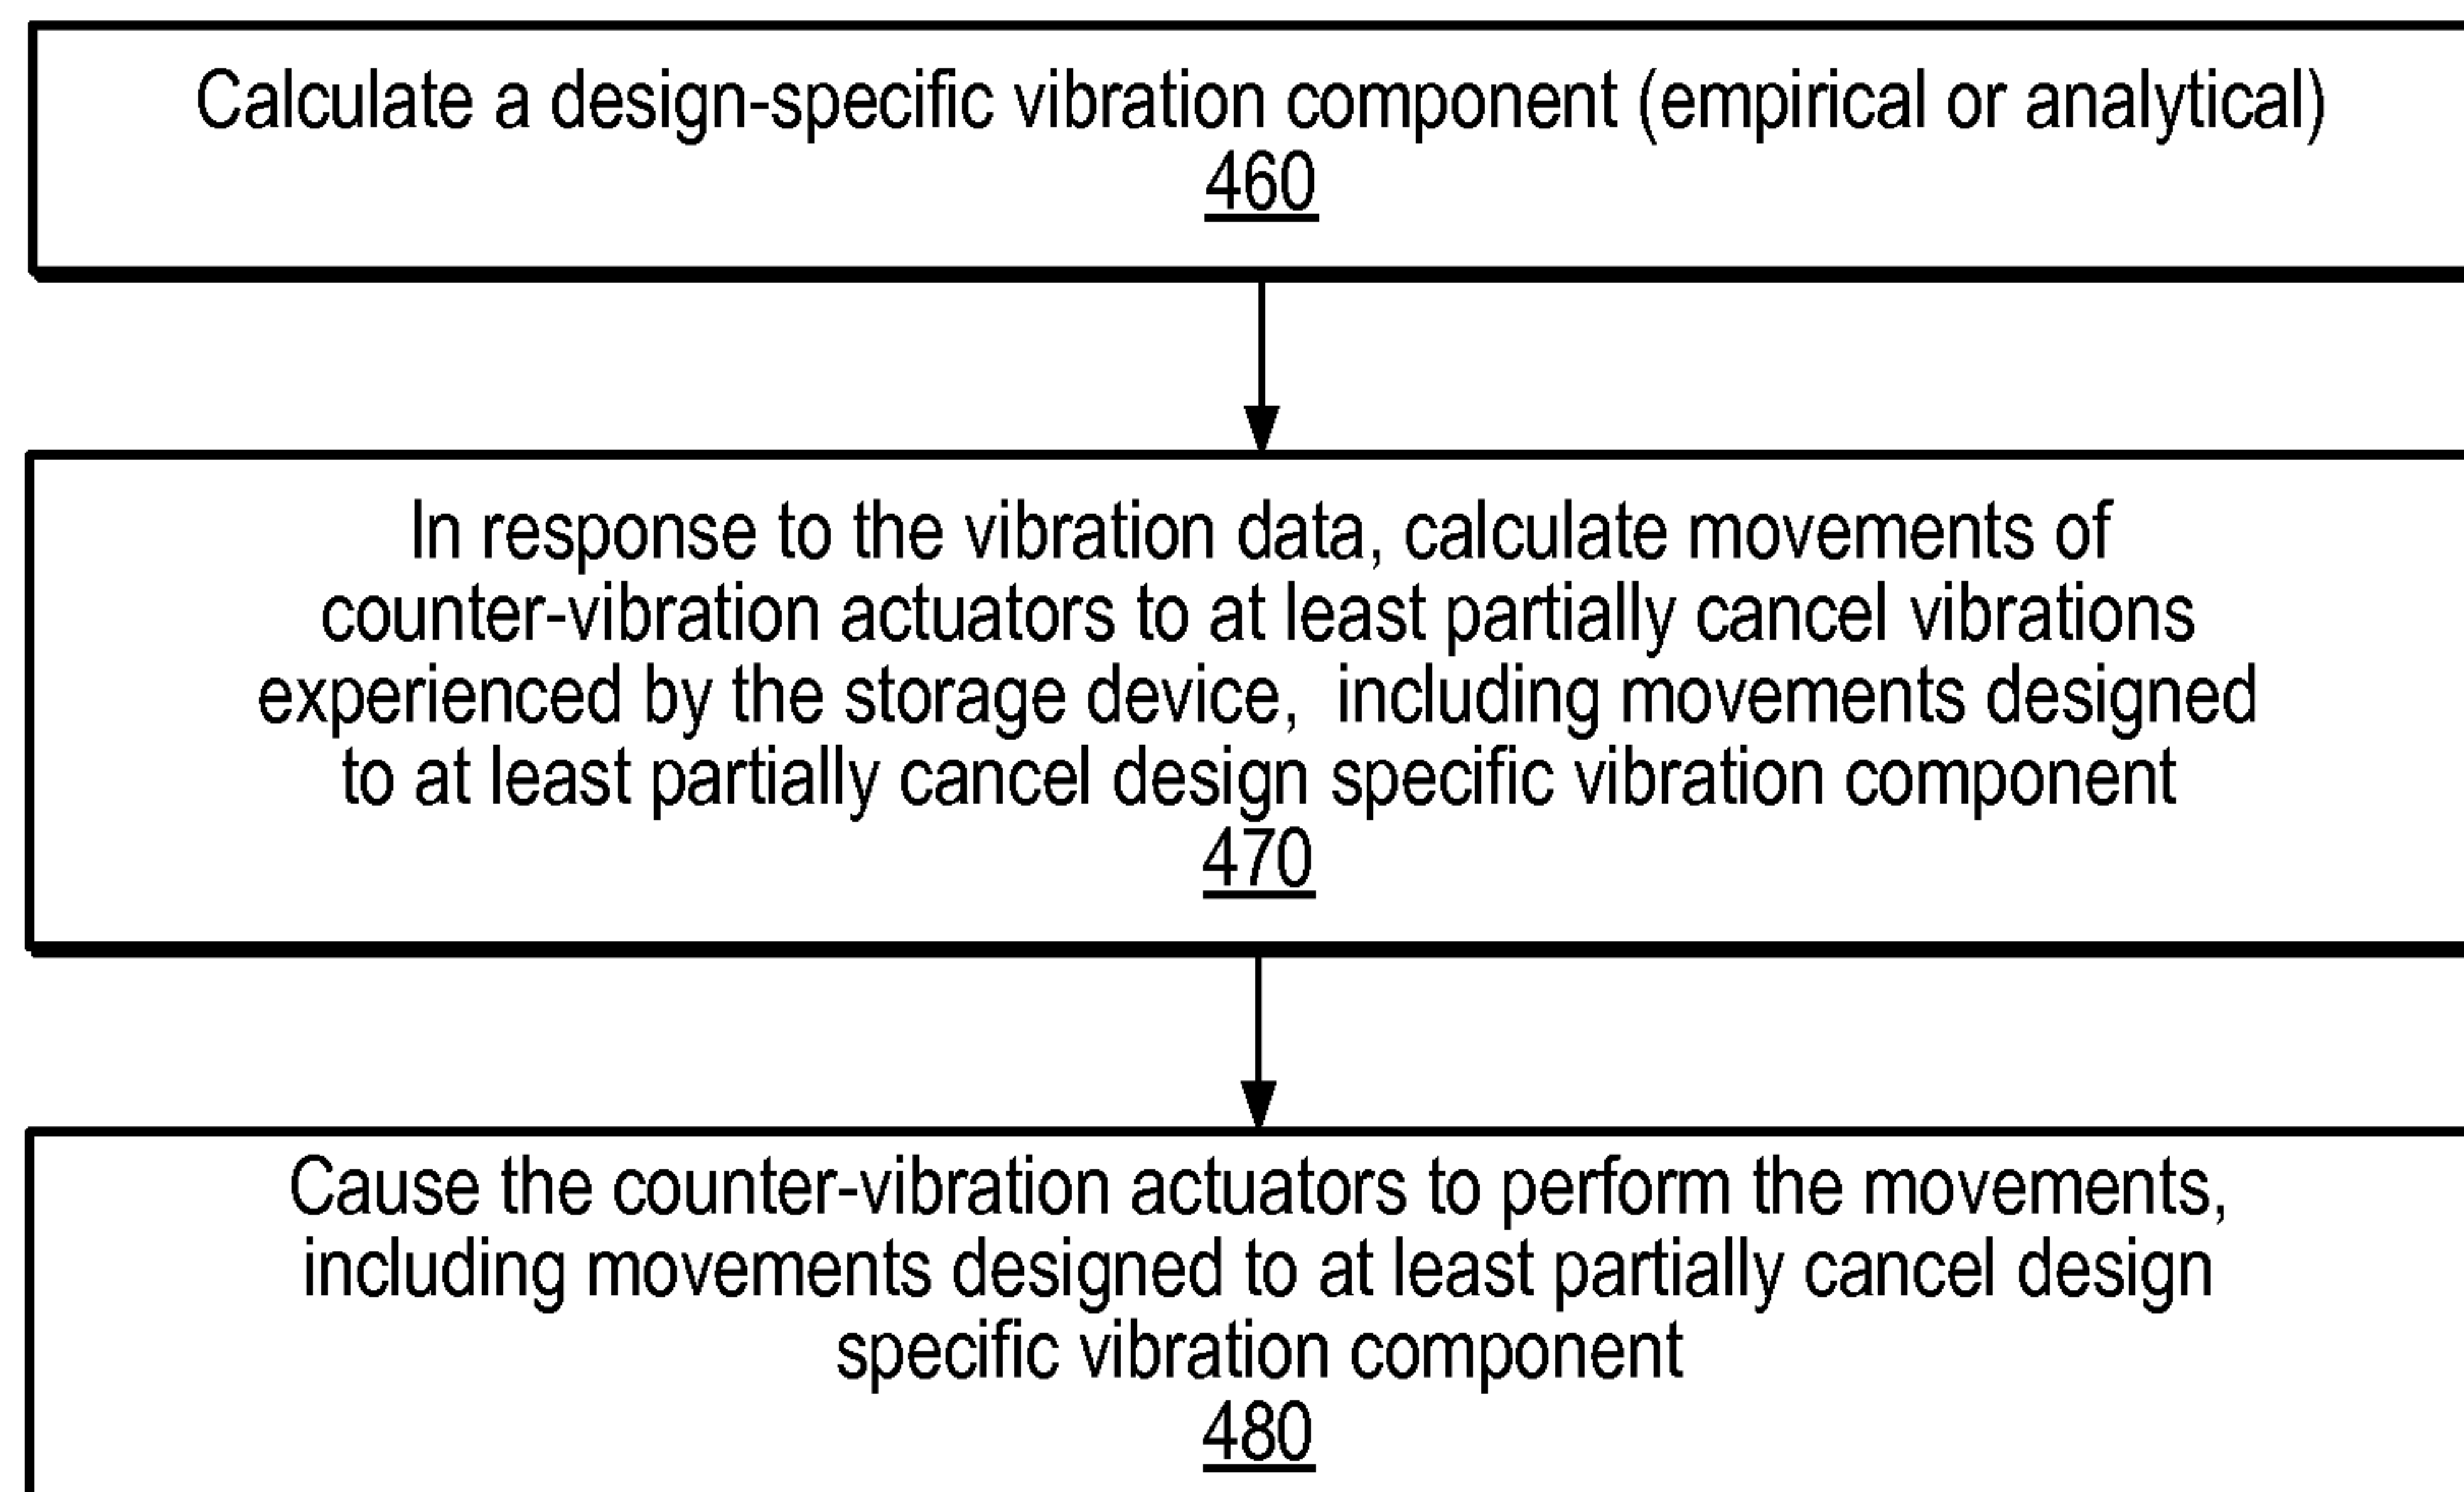 Calculate a design-specific vibration component (empirical or analytical)
460
In response to the vibration data, calculate movements of
counter-vibration actuators to at least partially cancel vibrations
experienced by the storage device, including movements designed
to at least partially cancel design specific vibration component
470
Cause the counter-vibration actuators to perform the movements,
including movements designed to at least partially cancel design
specific vibration component
480